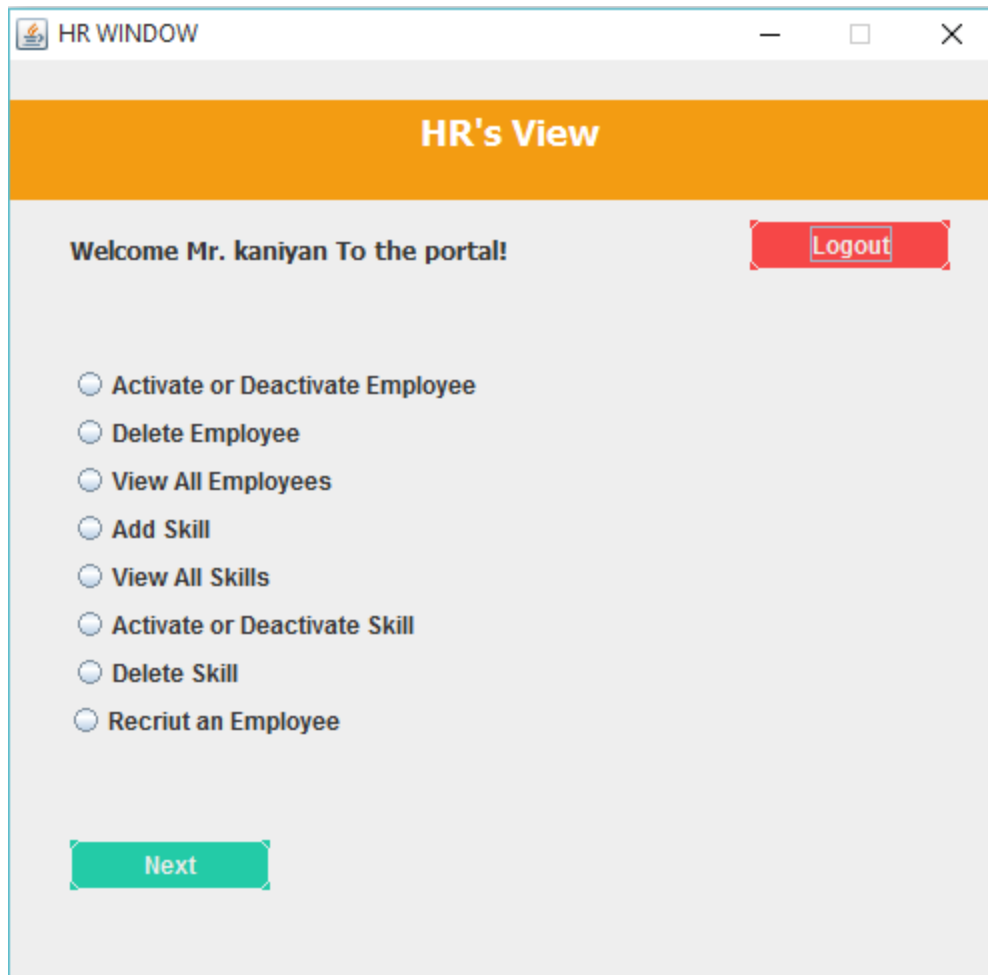 HR WINDOW
HR's View
Welcome Mr. kaniyan To the portal!
Logout
Activate or Deactivate Employee
Delete Employee
View All Employees
Add Skill
View All Skills
Activate or Deactivate Skill
Delete Skill
Recriut an Employee
Next